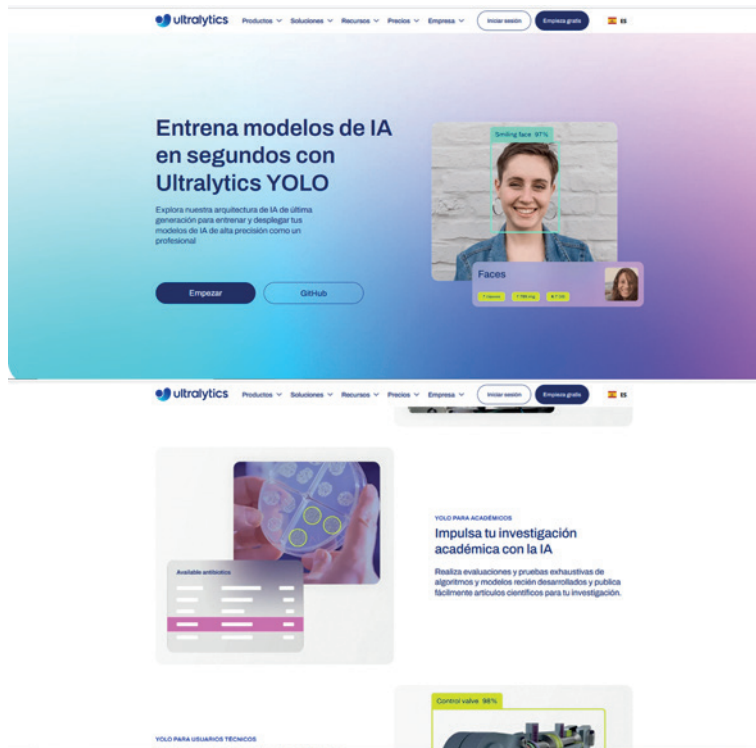 ultralytics Productos Soluciones Recursos Precios Empresa Iniciar sesión Empieza gratis ES
Entrena modelos de IA
en segundos con
Ultralytics YOLO
Explora nuestra arquitectura de IA de última
generación para entrenar y desplegar tus
modelos de IA de alta precisión como un
profesional
Empezar GitHub
Smiling face 97%
Faces
ultralytics Productos Soluciones Recursos Precios Empresa Iniciar sesión Empieza gratis ES
Available antibiotics
YOLO PARA ACADÉMICOS
Impulsa tu investigación
académica con la IA
Realiza evaluaciones y pruebas exhaustivas de
algoritmos y modelos recién desarrollados y publica
fácilmente artículos científicos para tu investigación.
Control valve 98%
YOLO PARA USUARIOS TÉCNICOS